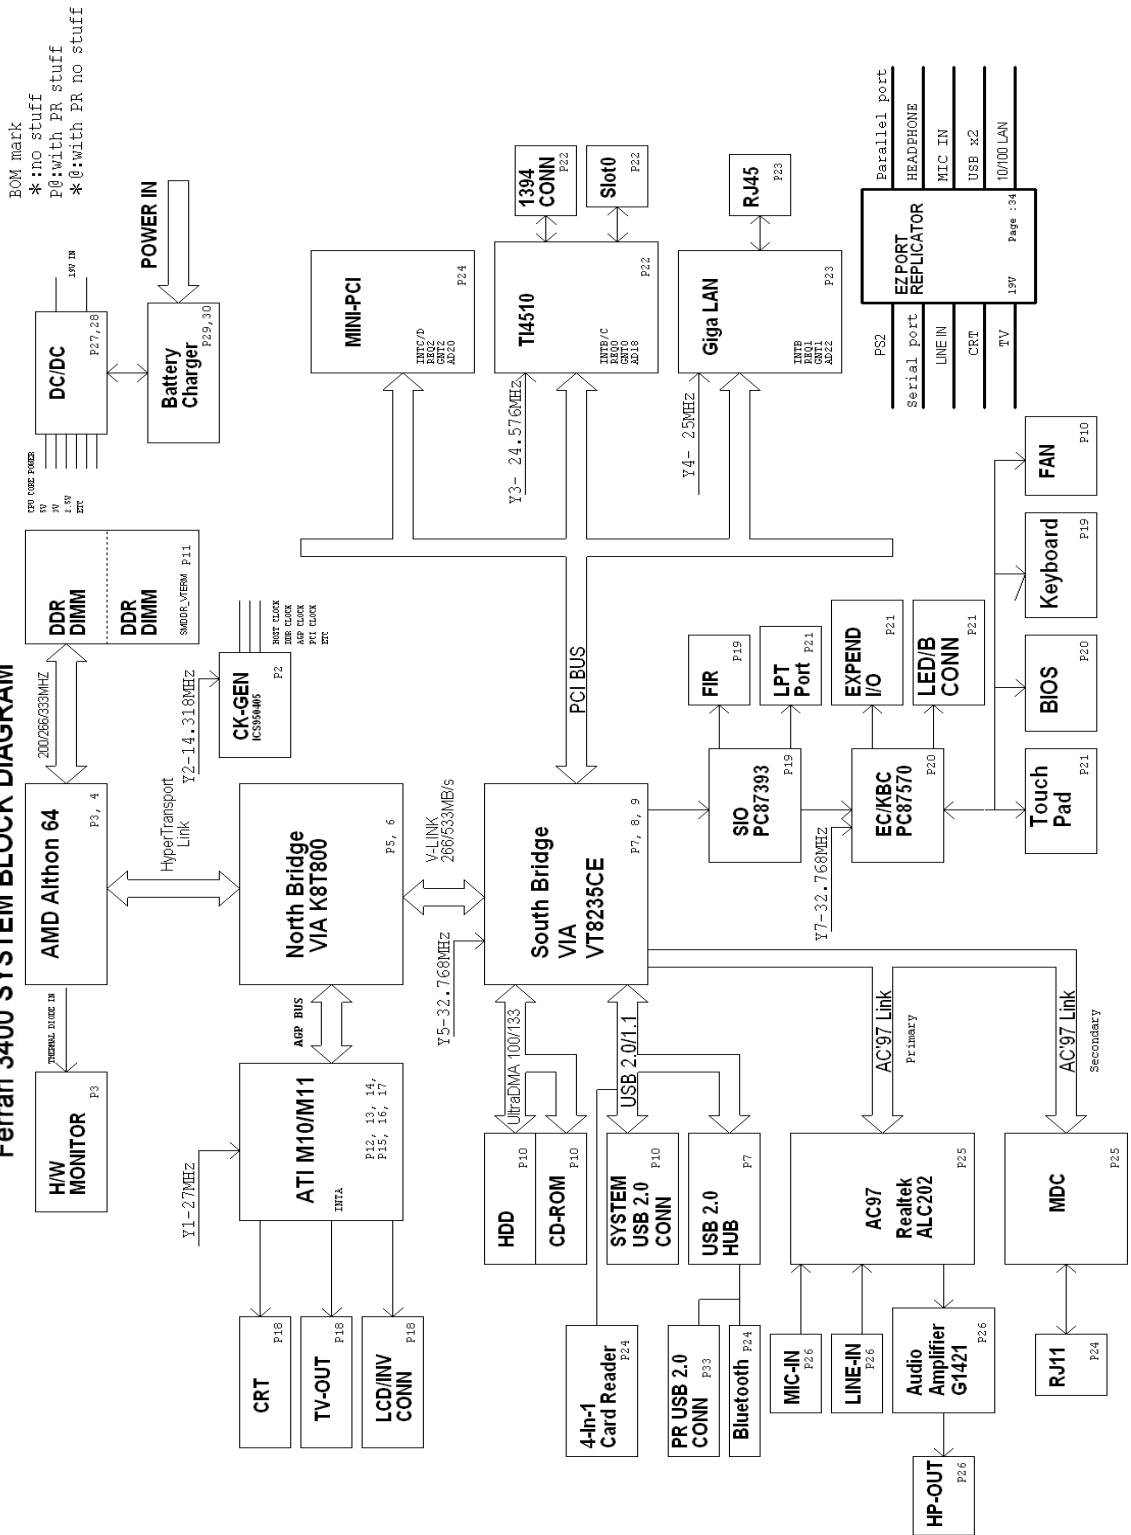 Ferrari 3400 SYSTEM BLOCK DIAGRAM
BOM mark
*:no stuff
P@:with PR stuff
*@:with PR no stuff
H/W
MONITOR
P3
THERMAL DIODE IN
AMD Althon 64
P3, 4
200/266/333MHZ
DDR
DIMM
DDR
DIMM
SMDDR_VTERM
P11
CPU CORE POWER
5V
3V
2.5V
ETC
DC/DC
P27,28
19V IN
Battery
Charger
P29,30
POWER IN
HyperTransport
Link
Y2-14.318MHz
CK-GEN
ICS950405
P2
HOST CLOCK
DDR CLOCK
AGP CLOCK
PCI CLOCK
ETC
Y1-27MHz
ATI M10/M11
INTA
P12, 13, 14,
P15, 16, 17
AGP BUS
North Bridge
VIA K8T800
P5, 6
CRT
P18
TV-OUT
P18
LCD/INV
CONN
P18
V-LINK
266/533MB/s
Y5-32.768MHz
South Bridge
VIA
VT8235CE
P7, 8, 9
PCI BUS
MINI-PCI
P24
INTC/D
REQ2
GNT2
AD20
Y3- 24.576MHz
TI4510
P22
INTB/C
REQ0
GNT0
AD18
1394
CONN
P22
Slot0
P22
Y4- 25MHz
Giga LAN
P23
INTB
REQ1
GNT1
AD22
RJ45
P23
UltraDMA 100/133
HDD
P10
CD-ROM
P10
USB 2.0/1.1
SYSTEM
USB 2.0
CONN
P10
USB 2.0
HUB
P7
4-In-1
Card Reader
P24
PR USB 2.0
CONN
P33
Bluetooth
P24
SIO
PC87393
P19
FIR
P19
LPT
Port
P21
Y7-32.768MHz
EC/KBC
PC87570
P20
EXPEND
I/O
P21
LED/B
CONN
P21
Touch
Pad
P21
BIOS
P20
Keyboard
P19
FAN
P10
AC'97 Link
Primary
AC'97 Link
Secondary
MIC-IN
P26
LINE-IN
P26
AC97
Realtek
ALC202
P25
Audio
Amplifier
G1421
P26
HP-OUT
P26
MDC
P25
RJ11
P24
PS2
Serial port
LINE IN
CRT
TV
EZ PORT
REPLICATOR
19V
Page :34
Parallel port
HEADPHONE
MIC IN
USB x2
10/100 LAN